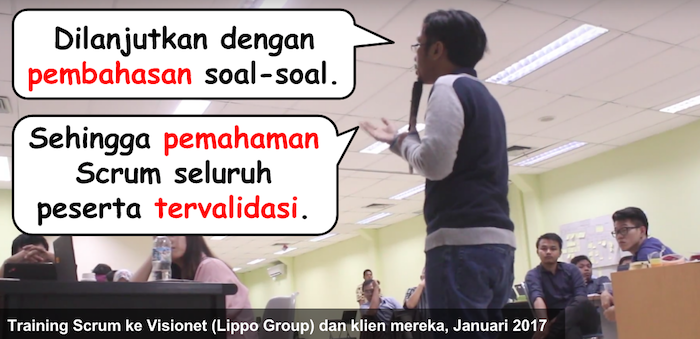 Dilanjutkan dengan
pembahasan soal-soal.
Sehingga pemahaman
Scrum seluruh
peserta tervalidasi.
Training Scrum ke Visionet (Lippo Group) dan klien mereka, Januari 2017